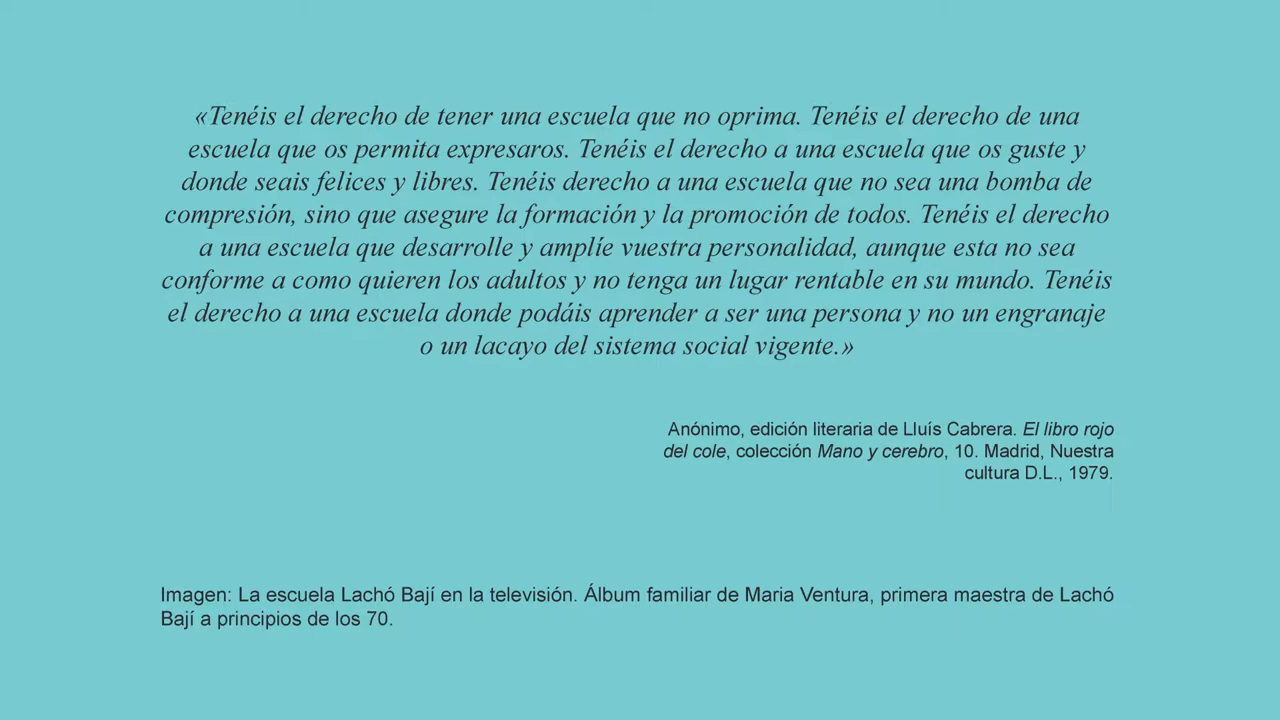 «Tenéis el derecho de tener una escuela que no oprima. Tenéis el derecho de una
escuela que os permita expresaros. Tenéis el derecho a una escuela que os guste y
donde seais felices y libres. Tenéis derecho a una escuela que no sea una bomba de
compresión, sino que asegure la formación y la promoción de todos. Tenéis el derecho
a una escuela que desarrolle y amplíe vuestra personalidad, aunque esta no sea
conforme a como quieren los adultos y no tenga un lugar rentable en su mundo. Tenéis
el derecho a una escuela donde podáis aprender a ser una persona y no un engranaje
o un lacayo del sistema social vigente.»
Anónimo, edición literaria de Lluís Cabrera. El libro rojo
del cole, colección Mano y cerebro, 10. Madrid, Nuestra
cultura D.L., 1979.
Imagen: La escuela Lachó Bají en la televisión. Álbum familiar de Maria Ventura, primera maestra de Lachó
Bají a principios de los 70.